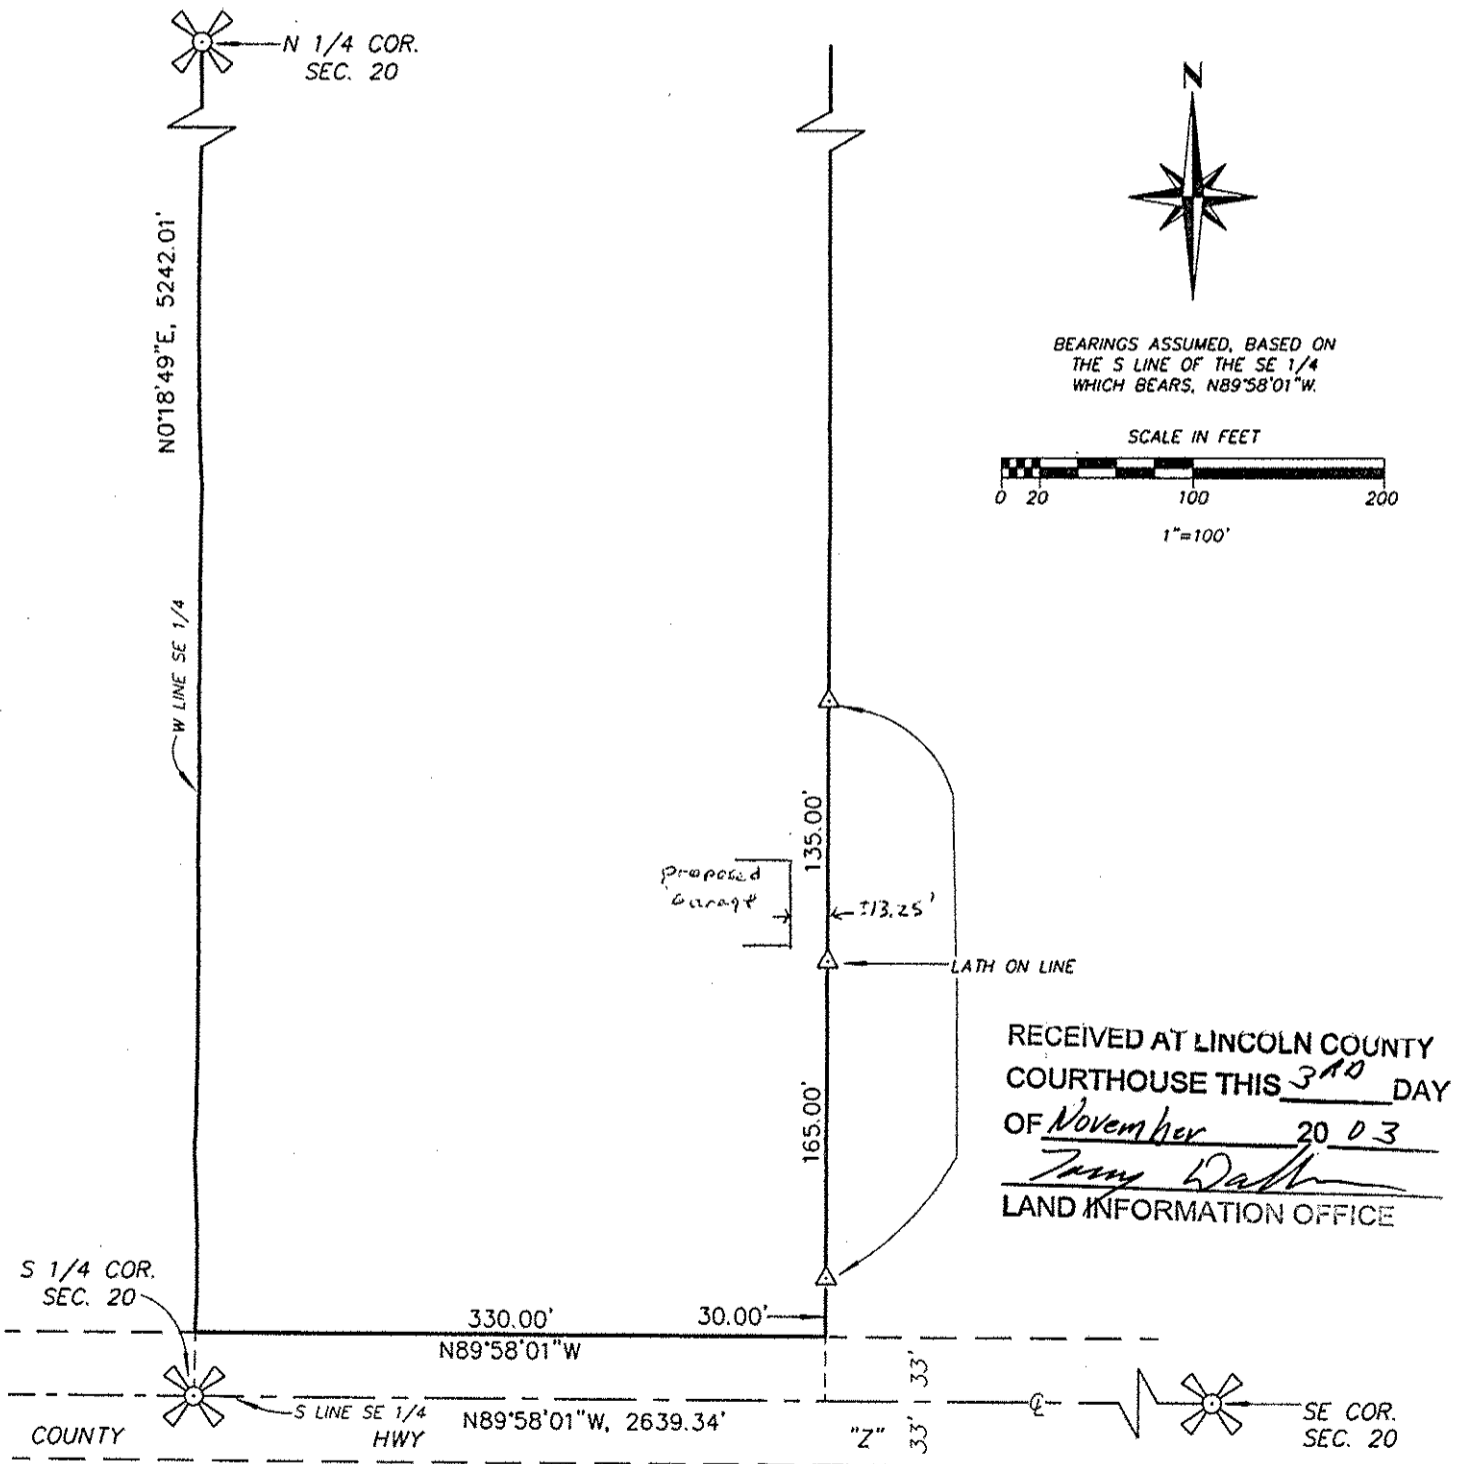 N 1/4 COR.
SEC. 20
N
N0°18'49"E, 5242.01'
BEARINGS ASSUMED, BASED ON
THE S LINE OF THE SE 1/4
WHICH BEARS, N89°58'01"W.
SCALE IN FEET
0 20 100 200
1"=100'
W LINE SE 1/4
135.00'
proposed
Garage
±13.25'
LATH ON LINE
165.00'
RECEIVED AT LINCOLN COUNTY
COURTHOUSE THIS 3RD DAY
OF November 20 03
LAND INFORMATION OFFICE
S 1/4 COR.
SEC. 20
330.00' 30.00'
N89°58'01"W
33'
S LINE SE 1/4
N89°58'01"W, 2639.34'
COUNTY HWY "Z" 33'
SE COR.
SEC. 20